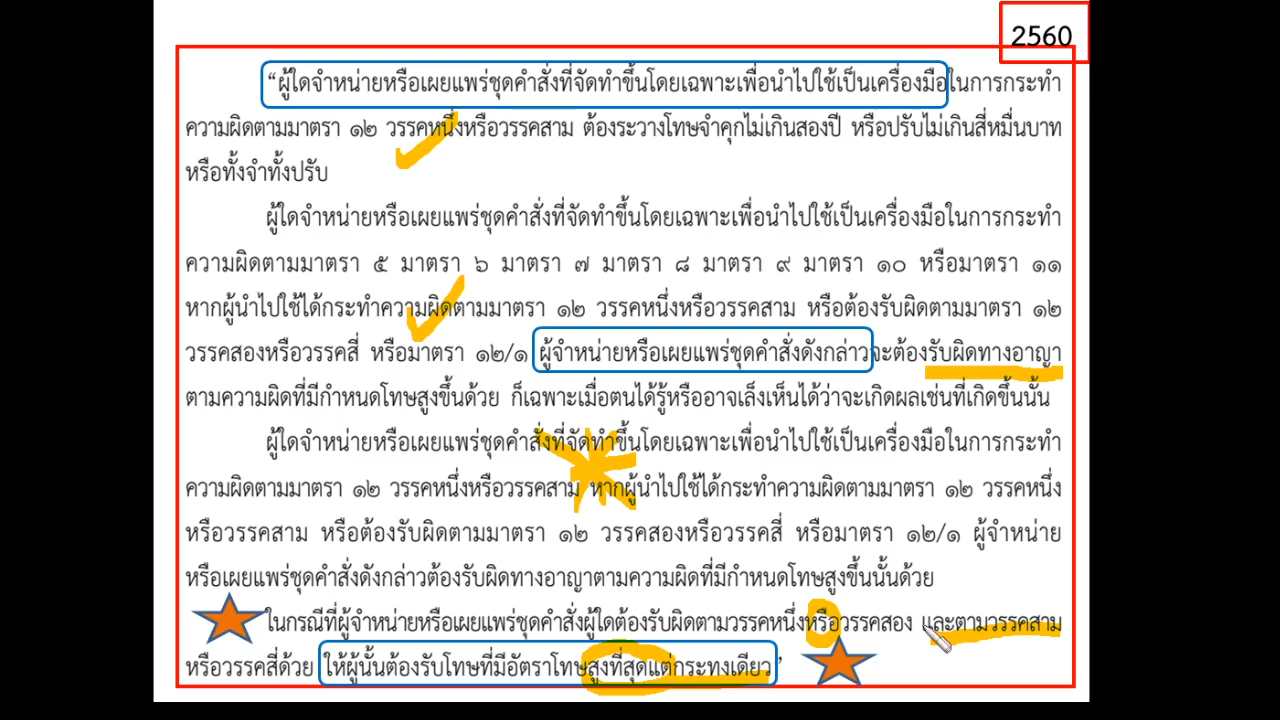 2560
“ผู้ใดจำหน่ายหรือเผยแพร่ชุดคำสั่งที่จัดทำขึ้นโดยเฉพาะเพื่อนำไปใช้เป็นเครื่องมือในการกระทำ
ความผิดตามมาตรา ๑๒ วรรคหนึ่งหรือวรรคสาม ต้องระวางโทษจำคุกไม่เกินสองปี หรือปรับไม่เกินสี่หมื่นบาท
หรือทั้งจำทั้งปรับ
ผู้ใดจำหน่ายหรือเผยแพร่ชุดคำสั่งที่จัดทำขึ้นโดยเฉพาะเพื่อนำไปใช้เป็นเครื่องมือในการกระทำ
ความผิดตามมาตรา ๕ มาตรา ๖ มาตรา ๗ มาตรา ๘ มาตรา ๙ มาตรา ๑๐ หรือมาตรา ๑๑
หากผู้นำไปใช้ได้กระทำความผิดตามมาตรา ๑๒ วรรคหนึ่งหรือวรรคสาม หรือต้องรับผิดตามมาตรา ๑๒
วรรคสองหรือวรรคสี่ หรือมาตรา ๑๒/๑ ผู้จำหน่ายหรือเผยแพร่ชุดคำสั่งดังกล่าวจะต้องรับผิดทางอาญา
ตามความผิดที่มีกำหนดโทษสูงขึ้นด้วย ก็เฉพาะเมื่อตนได้รู้หรืออาจเล็งเห็นได้ว่าจะเกิดผลเช่นที่เกิดขึ้นนั้น
ผู้ใดจำหน่ายหรือเผยแพร่ชุดคำสั่งที่จัดทำขึ้นโดยเฉพาะเพื่อนำไปใช้เป็นเครื่องมือในการกระทำ
ความผิดตามมาตรา ๑๒ วรรคหนึ่งหรือวรรคสาม หากผู้นำไปใช้ได้กระทำความผิดตามมาตรา ๑๒ วรรคหนึ่ง
หรือวรรคสาม หรือต้องรับผิดตามมาตรา ๑๒ วรรคสองหรือวรรคสี่ หรือมาตรา ๑๒/๑ ผู้จำหน่าย
หรือเผยแพร่ชุดคำสั่งดังกล่าวต้องรับผิดทางอาญาตามความผิดที่มีกำหนดโทษสูงขึ้นนั้นด้วย
ในกรณีที่ผู้จำหน่ายหรือเผยแพร่ชุดคำสั่งผู้ใดต้องรับผิดตามวรรคหนึ่งหรือวรรคสอง และตามวรรคสาม
หรือวรรคสี่ด้วย ให้ผู้นั้นต้องรับโทษที่มีอัตราโทษสูงที่สุดแต่กระทงเดียว”